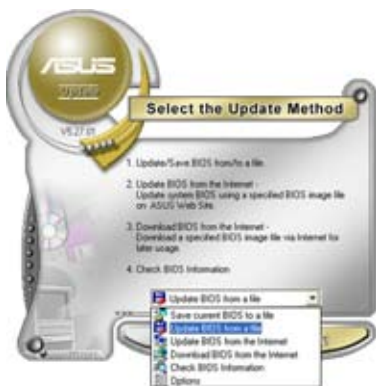 ASUS
Update
Select the Update Method
1. Update/Save BIOS from/to a file.
2. Update BIOS from the Internet -
Update system BIOS using a specified BIOS image file
on ASUS Web Site.
3. Download BIOS from the Internet -
Download a specified BIOS image file via Internet for
later usage.
4. Check BIOS Information
Update BIOS from a file
Save current BIOS to a file
Update BIOS from a file
Update BIOS from the Internet
Download BIOS from the Internet
Check BIOS Information
Options